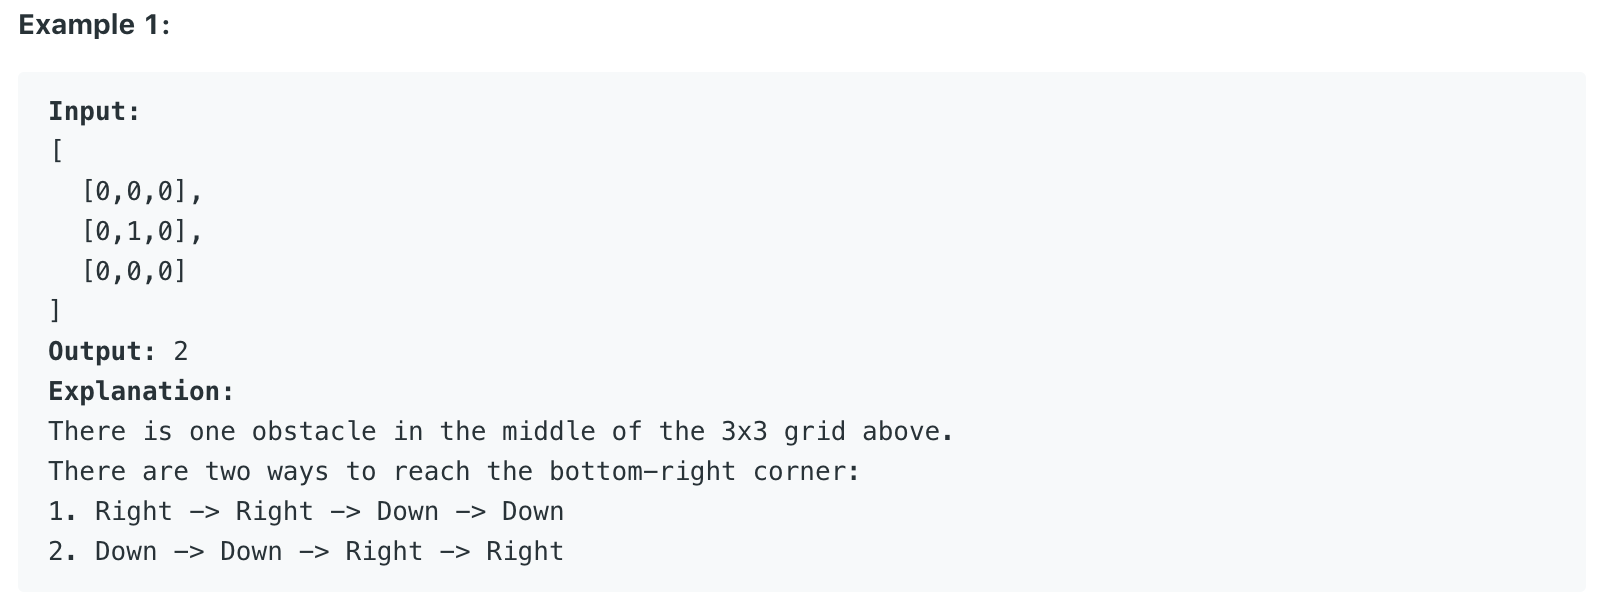 Example 1:
Input:
[
  [0,0,0],
  [0,1,0],
  [0,0,0]
]
Output: 2
Explanation:
There is one obstacle in the middle of the 3x3 grid above.
There are two ways to reach the bottom-right corner:
1. Right -> Right -> Down -> Down
2. Down -> Down -> Right -> Right